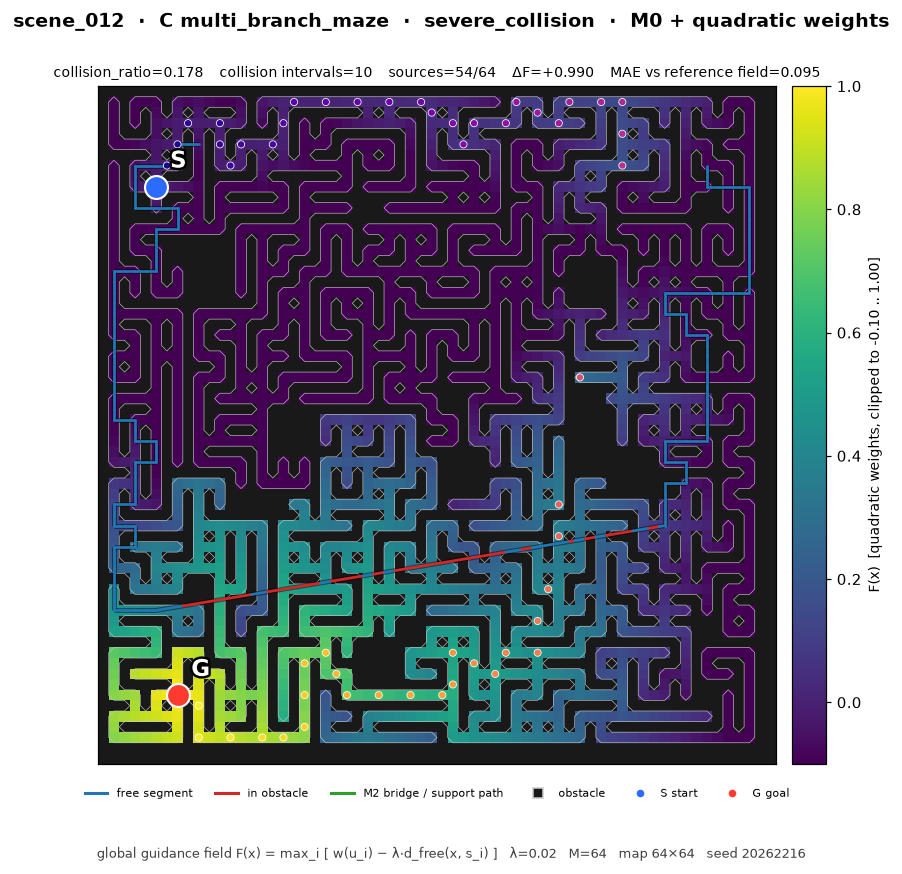 scene_012 · C multi_branch_maze · severe_collision · M0 + quadratic weights
collision_ratio=0.178 collision intervals=10 sources=54/64 ΔF=+0.990 MAE vs reference field=0.095
S
G
1.0
0.8
0.6
0.4
0.2
0.0
F(x) [quadratic weights, clipped to -0.10 .. 1.00]
free segment in obstacle M2 bridge / support path obstacle S start G goal
global guidance field F(x) = max_i [ w(u_i) − λ·d_free(x, s_i) ] λ=0.02 M=64 map 64×64 seed 20262216